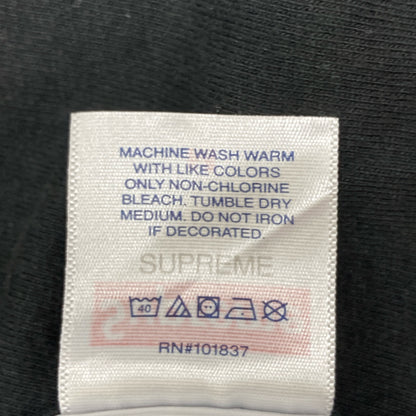 MACHINE WASH WARM
WITH LIKE COLORS
ONLY NON-CHLORINE
BLEACH. TUMBLE DRY
MEDIUM. DO NOT IRON
IF DECORATED.
SUPREME
40
RN#101837